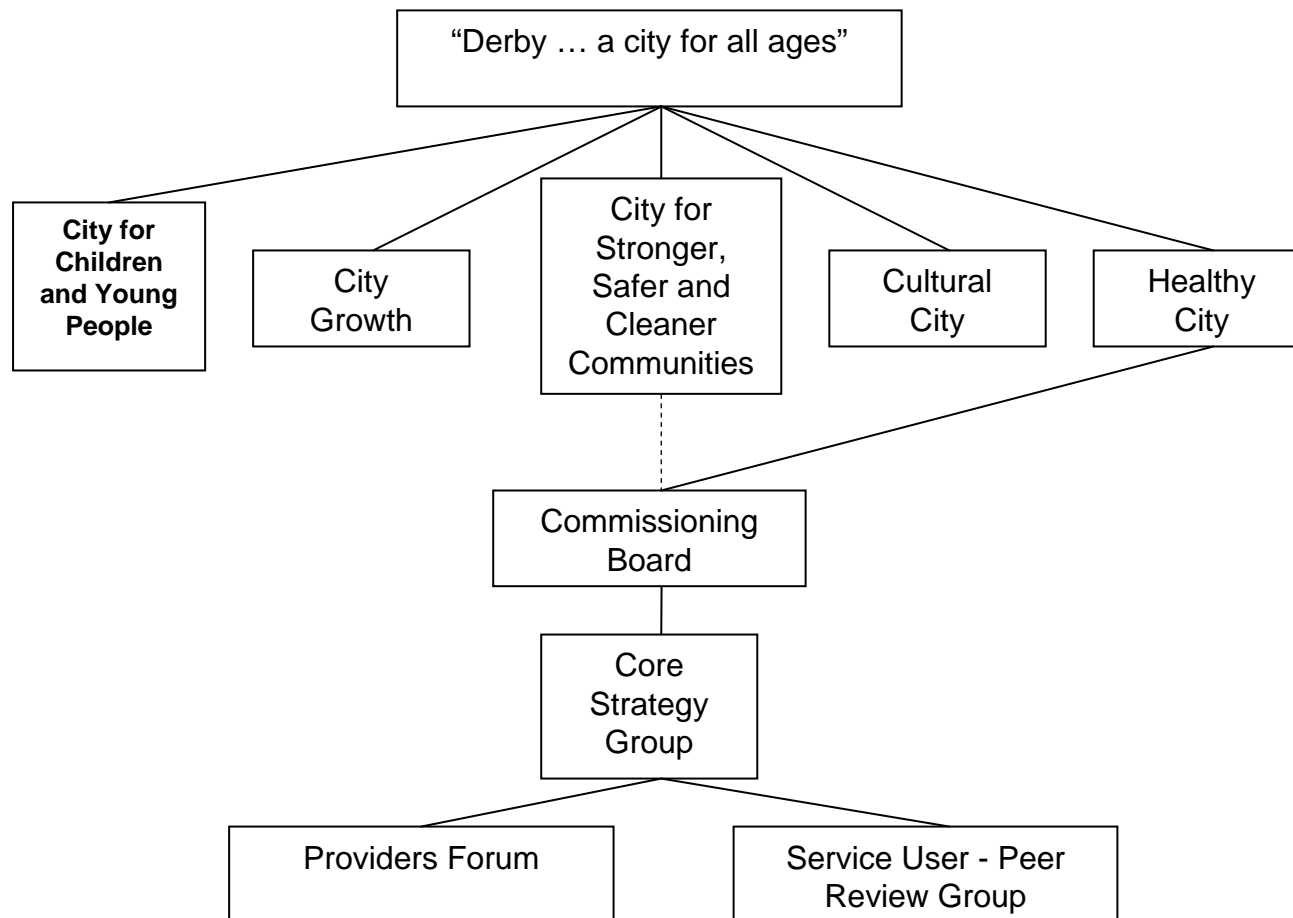 “Derby … a city for all ages”
City for
Children
and Young
People
City
Growth
City for
Stronger,
Safer and
Cleaner
Communities
Cultural
City
Healthy
City
Commissioning
Board
Core
Strategy
Group
Providers Forum
Service User - Peer
Review Group